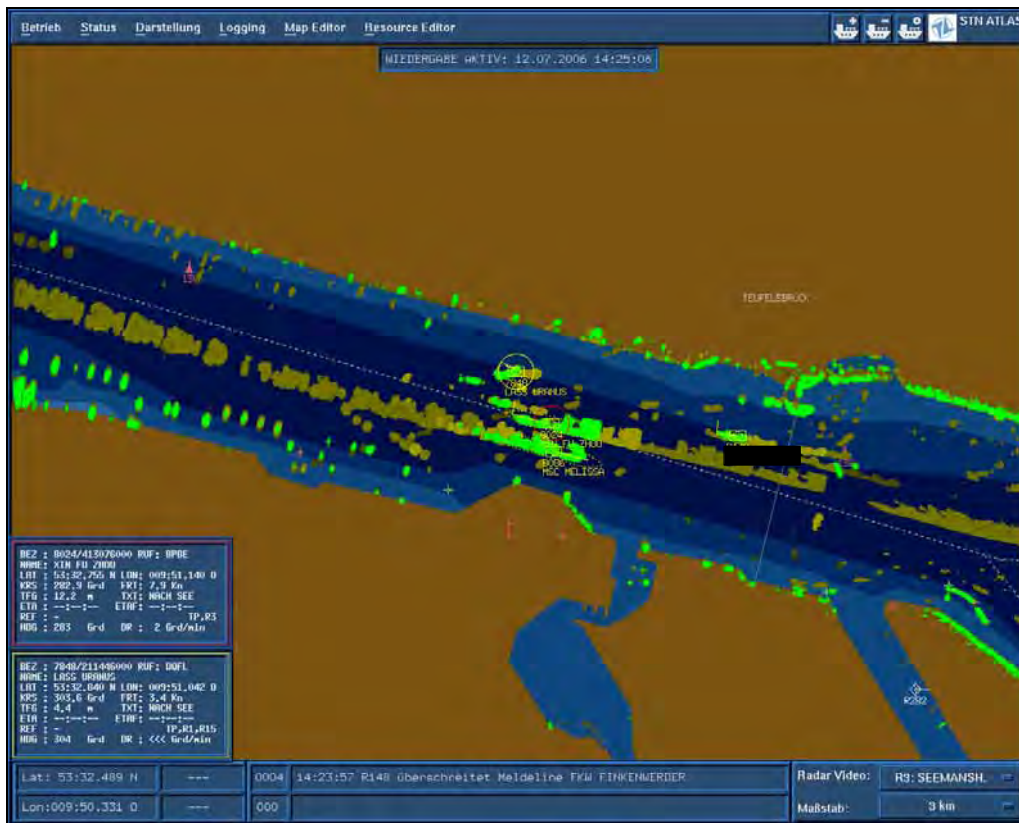 Betrieb Status Darstellung Logging Map Editor Resource Editor
STN ATLAS
WIEDERGABE AKTIV: 12.07.2006 14:25:08
TEUFELSBRÜCK
LASS URANUS
8024
XIN FU ZHOU
8086
MSC MELISSA
R202
BEZ : 8024/413076000 RUF: BPBE
NAME: XIN FU ZHOU
LAT : 53:32,755 N LON: 009:51,140 O
KRS : 282,9 Grd FRT: 7,9 Kn
TFG : 12,2 m TXT: NACH SEE
ETA : --:--:-- ETAF: --:--:--
REF : - TP,R3
HDG : 283 Grd DR : 2 Grd/min
BEZ : 7848/211446000 RUF: DQFL
NAME: LASS URANUS
LAT : 53:32,840 N LON: 009:51,042 O
KRS : 303,6 Grd FRT: 3,4 Kn
TFG : 4,4 m TXT: NACH SEE
ETA : --:--:-- ETAF: --:--:--
REF : - TP,R1,R15
HDG : 304 Grd DR : <<< Grd/min
Lat: 53:32.489 N --- 0004 14:23:57 R148 überschreitet Meldeline FKW FINKENWERDER
Radar Video: R3: SEEMANSH.
Lon:009:50.331 O --- 000
Maßstab: 3 km